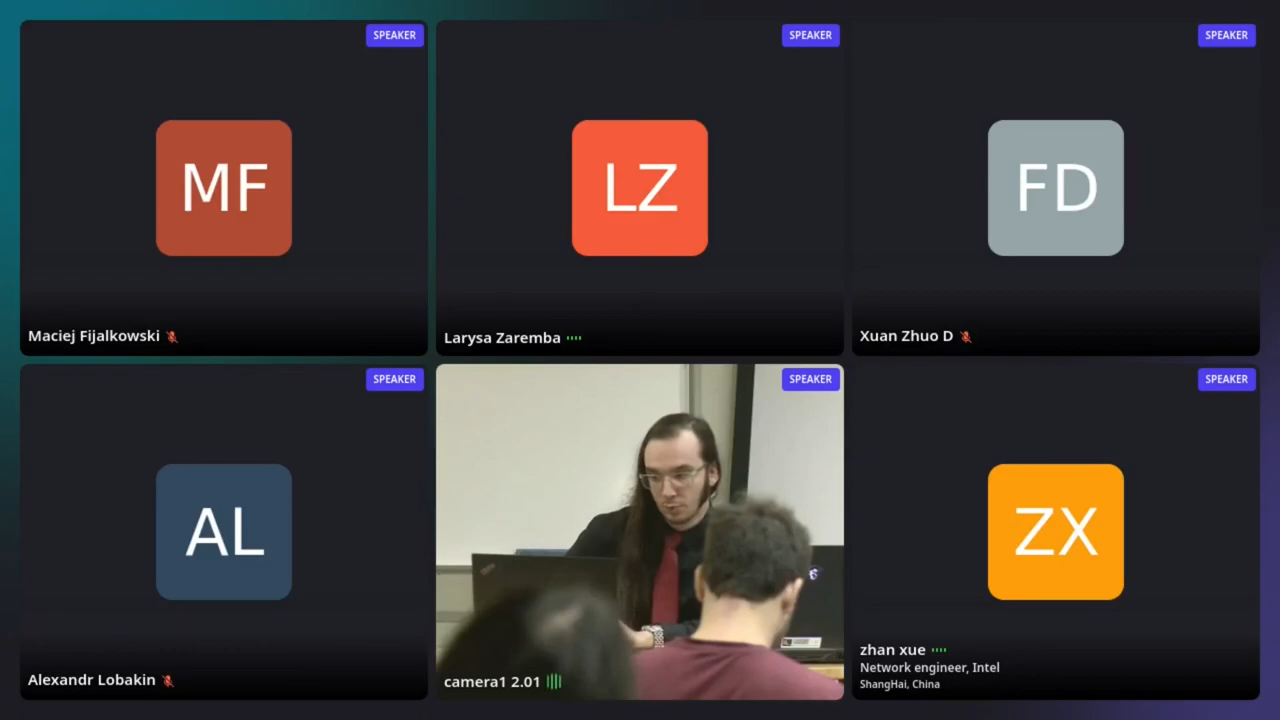 SPEAKER
SPEAKER
SPEAKER
MF
LZ
FD
Maciej Fijalkowski
Larysa Zaremba
Xuan Zhuo D
SPEAKER
SPEAKER
SPEAKER
AL
ZX
Alexandr Lobakin
camera1 2.01
zhan xue
Network engineer, Intel
ShangHai, China